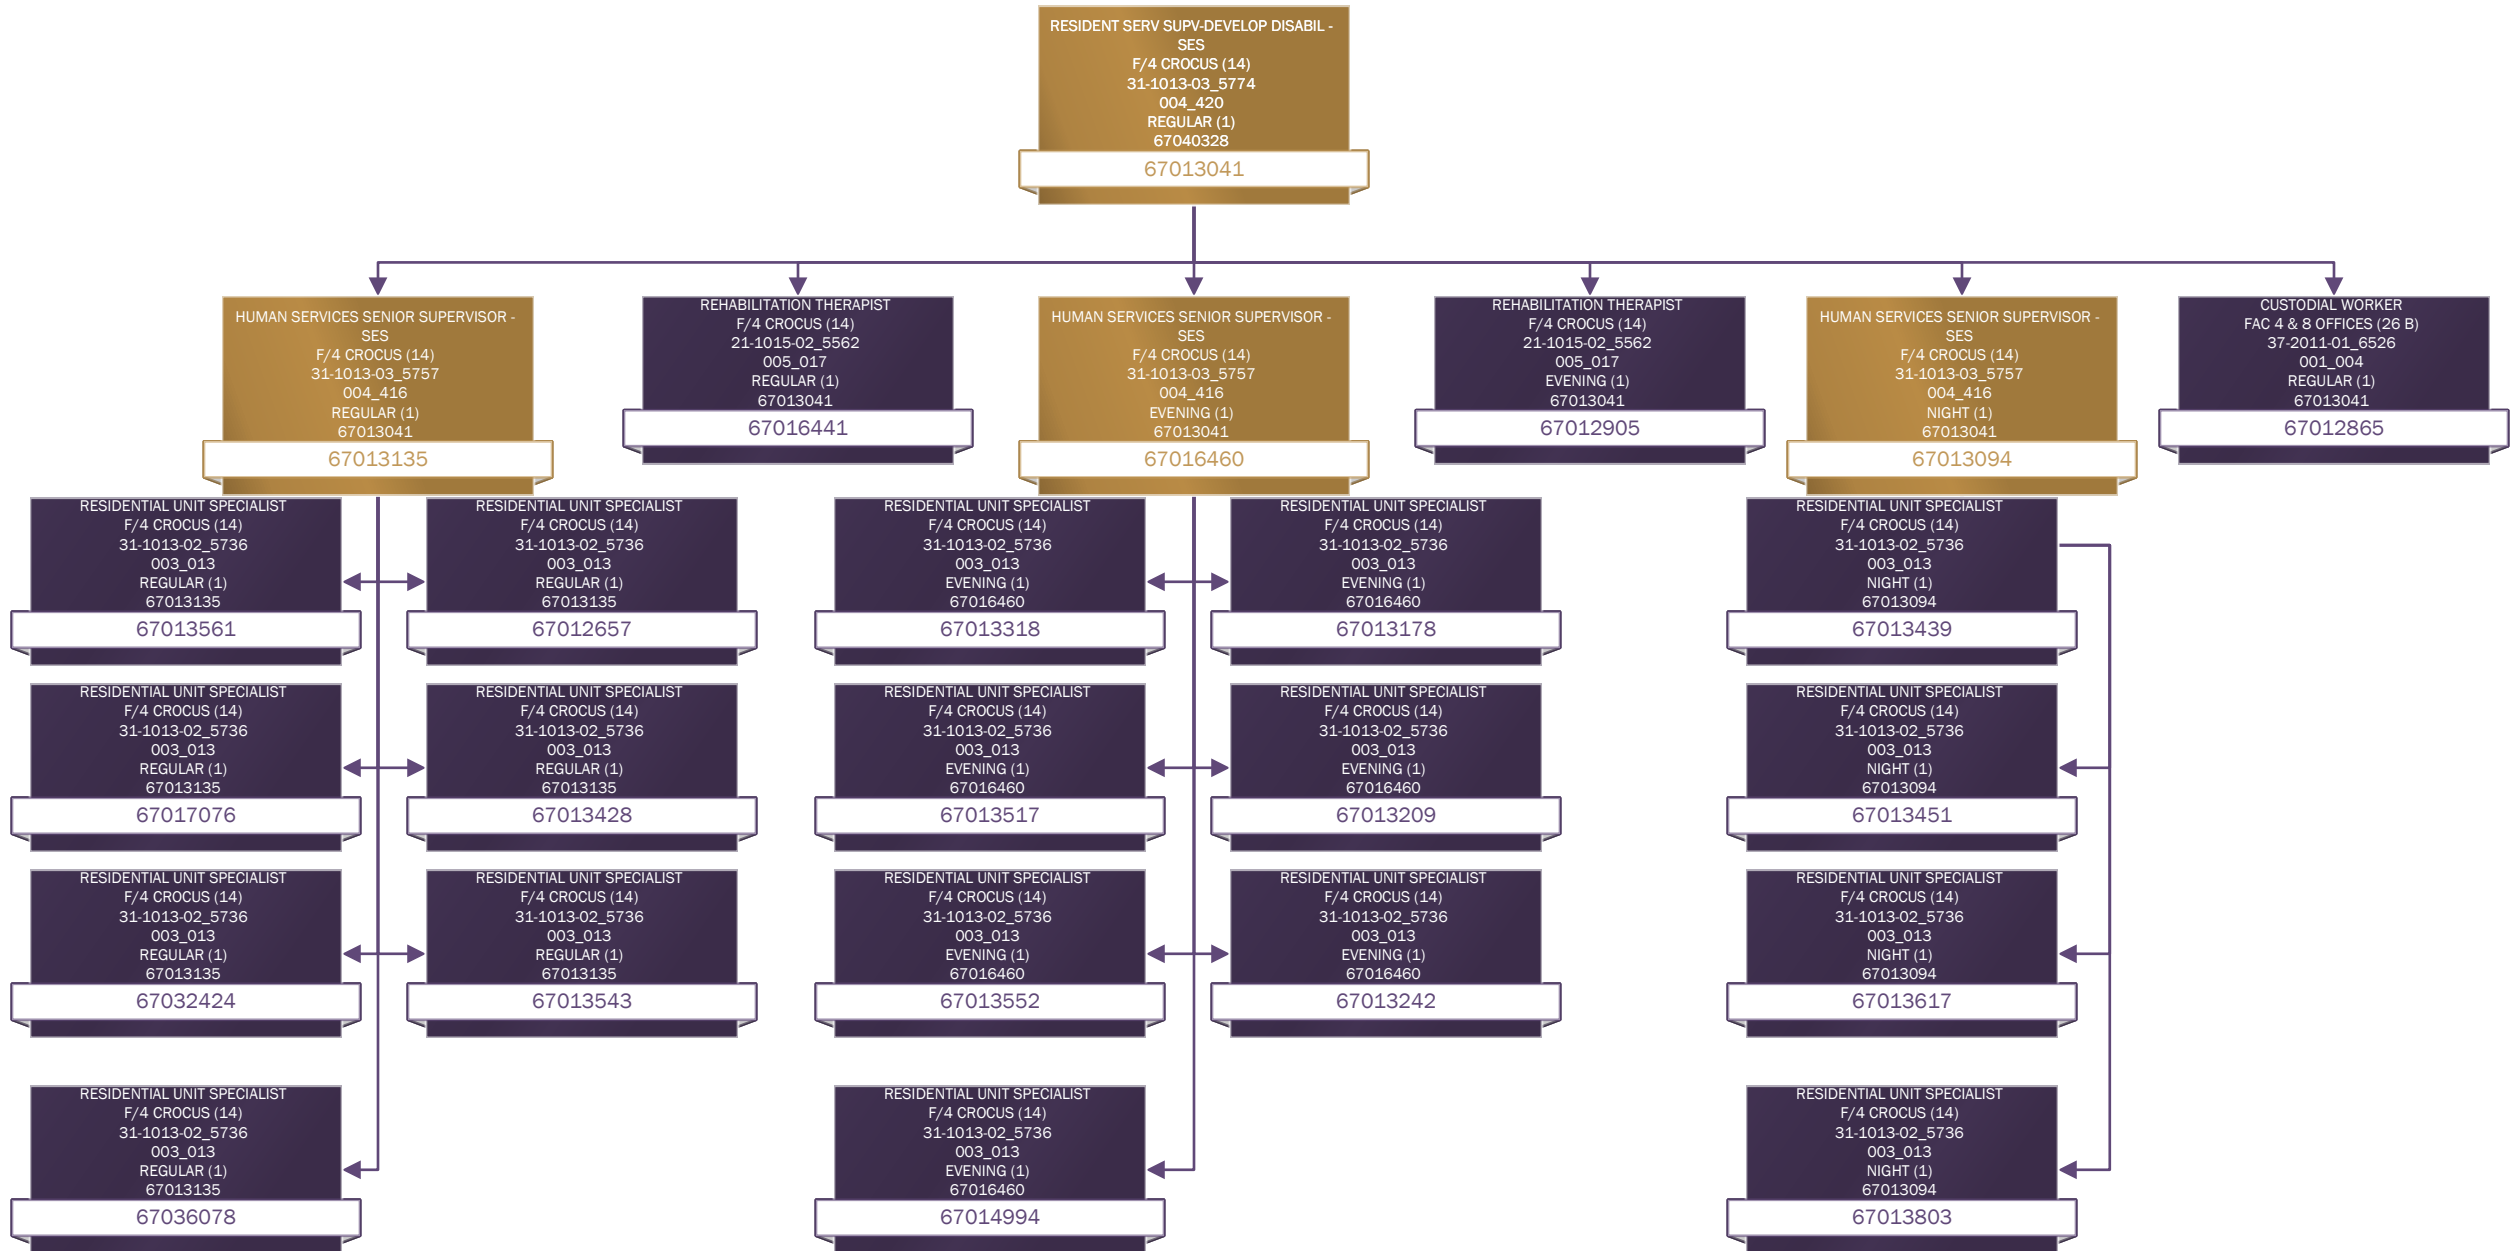 RESIDENT SERV SUPV-DEVELOP DISABIL -
SES
F/4 CROCUS (14)
31-1013-03_5774
004_420
REGULAR (1)
67040328
67013041
HUMAN SERVICES SENIOR SUPERVISOR -
SES
F/4 CROCUS (14)
31-1013-03_5757
004_416
REGULAR (1)
67013041
67013135
REHABILITATION THERAPIST
F/4 CROCUS (14)
21-1015-02_5562
005_017
REGULAR (1)
67013041
67016441
HUMAN SERVICES SENIOR SUPERVISOR -
SES
F/4 CROCUS (14)
31-1013-03_5757
004_416
EVENING (1)
67013041
67016460
REHABILITATION THERAPIST
F/4 CROCUS (14)
21-1015-02_5562
005_017
EVENING (1)
67013041
67012905
HUMAN SERVICES SENIOR SUPERVISOR -
SES
F/4 CROCUS (14)
31-1013-03_5757
004_416
NIGHT (1)
67013041
67013094
CUSTODIAL WORKER
FAC 4 & 8 OFFICES (26 B)
37-2011-01_6526
001_004
REGULAR (1)
67013041
67012865
RESIDENTIAL UNIT SPECIALIST
F/4 CROCUS (14)
31-1013-02_5736
003_013
REGULAR (1)
67013135
67013561
RESIDENTIAL UNIT SPECIALIST
F/4 CROCUS (14)
31-1013-02_5736
003_013
REGULAR (1)
67013135
67012657
RESIDENTIAL UNIT SPECIALIST
F/4 CROCUS (14)
31-1013-02_5736
003_013
EVENING (1)
67016460
67013318
RESIDENTIAL UNIT SPECIALIST
F/4 CROCUS (14)
31-1013-02_5736
003_013
EVENING (1)
67016460
67013178
RESIDENTIAL UNIT SPECIALIST
F/4 CROCUS (14)
31-1013-02_5736
003_013
NIGHT (1)
67013094
67013439
RESIDENTIAL UNIT SPECIALIST
F/4 CROCUS (14)
31-1013-02_5736
003_013
REGULAR (1)
67013135
67017076
RESIDENTIAL UNIT SPECIALIST
F/4 CROCUS (14)
31-1013-02_5736
003_013
REGULAR (1)
67013135
67013428
RESIDENTIAL UNIT SPECIALIST
F/4 CROCUS (14)
31-1013-02_5736
003_013
EVENING (1)
67016460
67013517
RESIDENTIAL UNIT SPECIALIST
F/4 CROCUS (14)
31-1013-02_5736
003_013
EVENING (1)
67016460
67013209
RESIDENTIAL UNIT SPECIALIST
F/4 CROCUS (14)
31-1013-02_5736
003_013
NIGHT (1)
67013094
67013451
RESIDENTIAL UNIT SPECIALIST
F/4 CROCUS (14)
31-1013-02_5736
003_013
REGULAR (1)
67013135
67032424
RESIDENTIAL UNIT SPECIALIST
F/4 CROCUS (14)
31-1013-02_5736
003_013
REGULAR (1)
67013135
67013543
RESIDENTIAL UNIT SPECIALIST
F/4 CROCUS (14)
31-1013-02_5736
003_013
EVENING (1)
67016460
67013552
RESIDENTIAL UNIT SPECIALIST
F/4 CROCUS (14)
31-1013-02_5736
003_013
EVENING (1)
67016460
67013242
RESIDENTIAL UNIT SPECIALIST
F/4 CROCUS (14)
31-1013-02_5736
003_013
NIGHT (1)
67013094
67013617
RESIDENTIAL UNIT SPECIALIST
F/4 CROCUS (14)
31-1013-02_5736
003_013
REGULAR (1)
67013135
67036078
RESIDENTIAL UNIT SPECIALIST
F/4 CROCUS (14)
31-1013-02_5736
003_013
EVENING (1)
67016460
67014994
RESIDENTIAL UNIT SPECIALIST
F/4 CROCUS (14)
31-1013-02_5736
003_013
NIGHT (1)
67013094
67013803